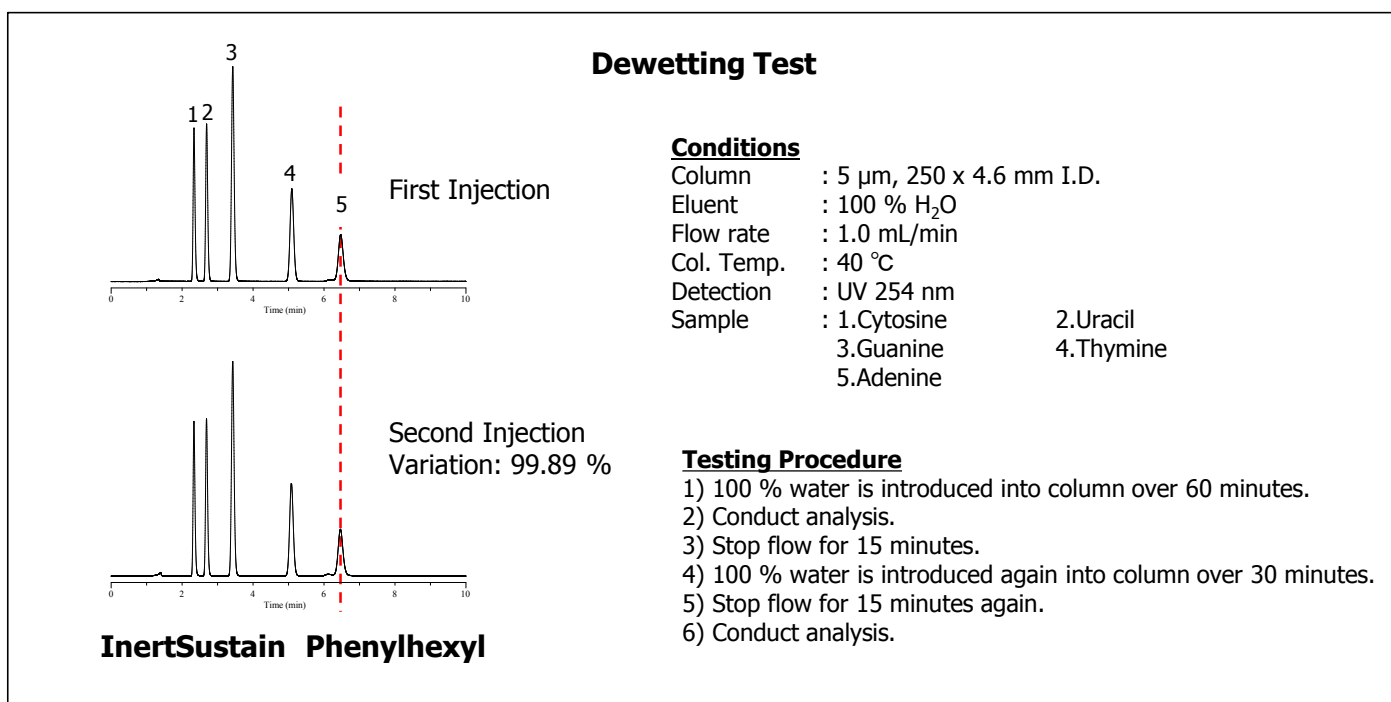 Dewetting Test
3
1 2
4
5
First Injection
0 2 4 6 8 10
Time (min)
Second Injection
Variation: 99.89 %
0 2 4 6 8 10
Time (min)
InertSustain Phenylhexyl
Conditions
Column : 5 µm, 250 x 4.6 mm I.D.
Eluent : 100 % H₂O
Flow rate : 1.0 mL/min
Col. Temp. : 40 ℃
Detection : UV 254 nm
Sample : 1.Cytosine 2.Uracil
3.Guanine 4.Thymine
5.Adenine
Testing Procedure
1) 100 % water is introduced into column over 60 minutes.
2) Conduct analysis.
3) Stop flow for 15 minutes.
4) 100 % water is introduced again into column over 30 minutes.
5) Stop flow for 15 minutes again.
6) Conduct analysis.